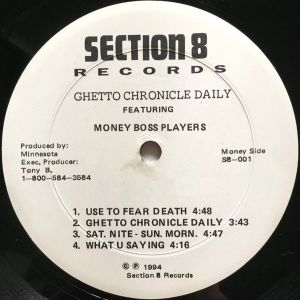 SECTION 8
RECORDS
GHETTO CHRONICLE DAILY
FEATURING
MONEY BOSS PLAYERS
Produced by:
Minnesota
Exec, Producer:
Tony B.
1-800-584-3584
Money Side
S8-001
1. USE TO FEAR DEATH 4:48
2. GHETTO CHRONICLE DAILY 3:43
3. SAT. NITE - SUN. MORN. 4:47
4. WHAT U SAYING 4:16
© ℗ 1994
Section 8 Records